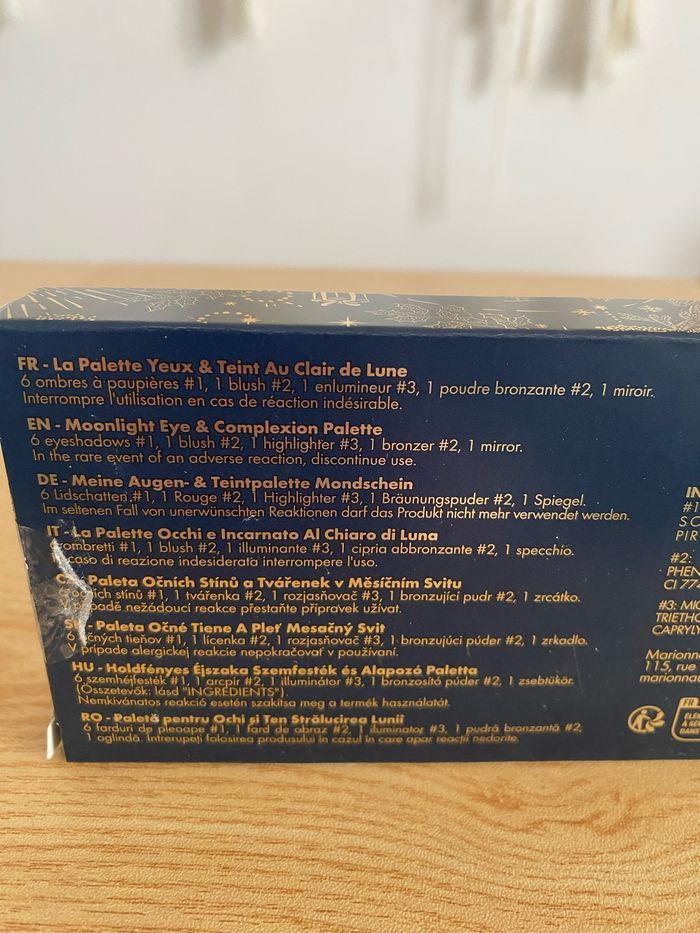 FR - La Palette Yeux & Teint Au Clair de Lune
6 ombres à paupières #1, 1 blush #2, 1 enlumineur #3, 1 poudre bronzante #2, 1 miroir.
Interrompre l'utilisation en cas de réaction indésirable.
EN - Moonlight Eye & Complexion Palette
6 eyeshadows #1, 1 blush #2, 1 highlighter #3, 1 bronzer #2, 1 mirror.
In the rare event of an adverse reaction, discontinue use.
DE - Meine Augen- & Teintpalette Mondschein
6 Lidschatten #1, 1 Rouge #2, 1 Highlighter #3, 1 Bräunungspuder #2, 1 Spiegel.
Im seltenen Fall von unerwünschten Reaktionen darf das Produkt nicht mehr verwendet werden.
IT - La Palette Occhi e Incarnato Al Chiaro di Luna
ombretti #1, 1 blush #2, 1 illuminante #3, 1 cipria abbronzante #2, 1 specchio.
caso di reazione indesiderata interrompere l'uso.
Paleta Očních Stínů a Tvářenek v Měsíčním Svitu
stínů #1, 1 tvářenka #2, 1 rozjasňovač #3, 1 bronzující pudr #2, 1 zrcátko.
nežádoucí reakce přestaňte přípravek užívat.
Paleta Očné Tiene A Pleť Mesačný Svit
tieňov #1, 1 lícenka #2, 1 rozjasňovač #3, 1 bronzujúci púder #2, 1 zrkadlo.
V prípade alergickej reakcie nepokračovať v používaní.
HU - Holdfényes Éjszaka Szemfesték és Alapozó Paletta
6 szemhéjfesték #1, 1 arcpír #2, 1 illuminátor #3, 1 bronzosító púder #2, 1 zsebtükör.
(Összetevők: lásd "INGREDIENTS").
Nemkívánatos reakció esetén szakítsa meg a termék használatát.
RO - Paletă pentru Ochi și Ten Strălucirea Lunii
6 farduri de pleoape #1, 1 fard de obraz #2, 1 iluminator #3, 1 pudră bronzantă #2,
1 oglindă. Întrerupeți folosirea produsului în cazul în care apar reacții nedorite.
IN
#1
S C
PIR
#2:
PHEN
CI 774
#3: MIC
TRIETHO
CAPRYLY
Marionna
115, rue
marionnau
FR